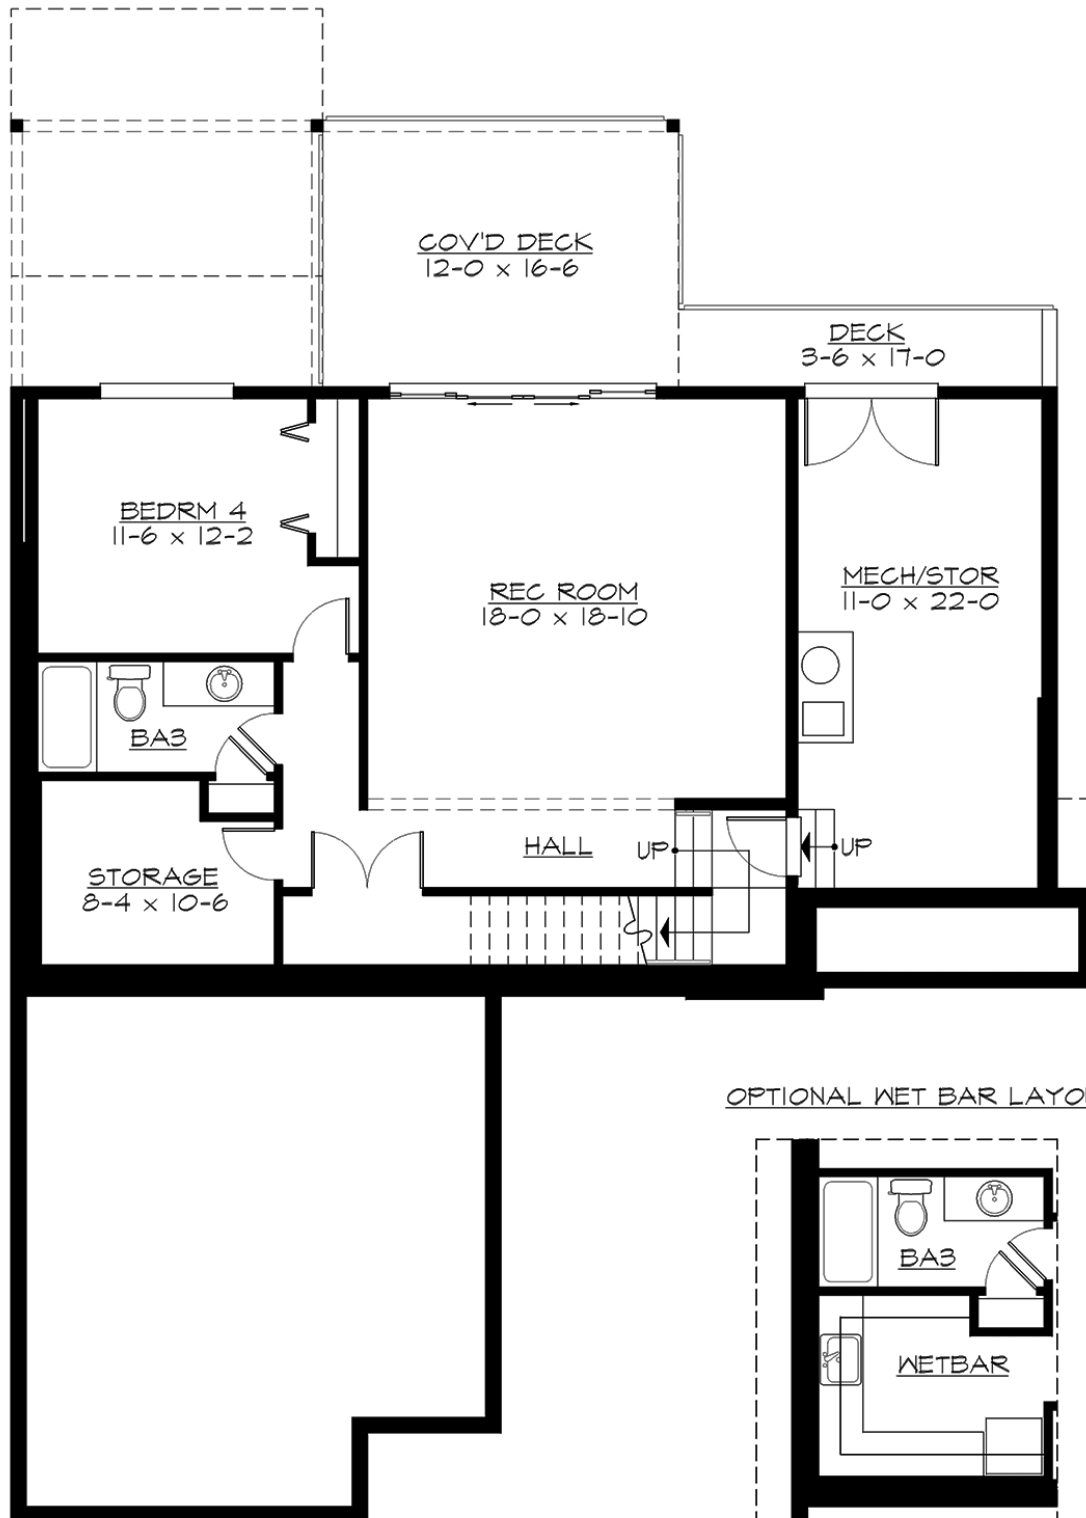 COV'D DECK
12-0 x 16-6
DECK
3-6 x 17-0
BEDRM 4
11-6 x 12-2
REC ROOM
18-0 x 18-10
MECH/STOR
11-0 x 22-0
BA3
HALL
UP
UP
STORAGE
8-4 x 10-6
OPTIONAL WET BAR
BA3
WETBAR